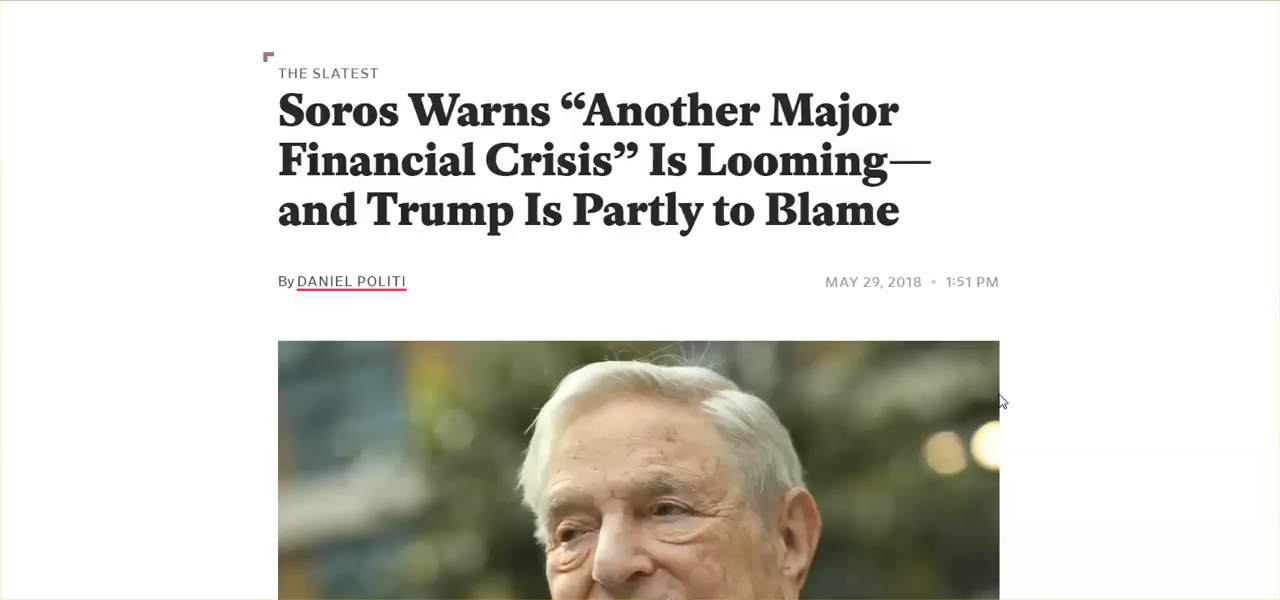 THE SLATEST
Soros Warns “Another Major
Financial Crisis” Is Looming—
and Trump Is Partly to Blame
By DANIEL POLITI
MAY 29, 2018 • 1:51 PM